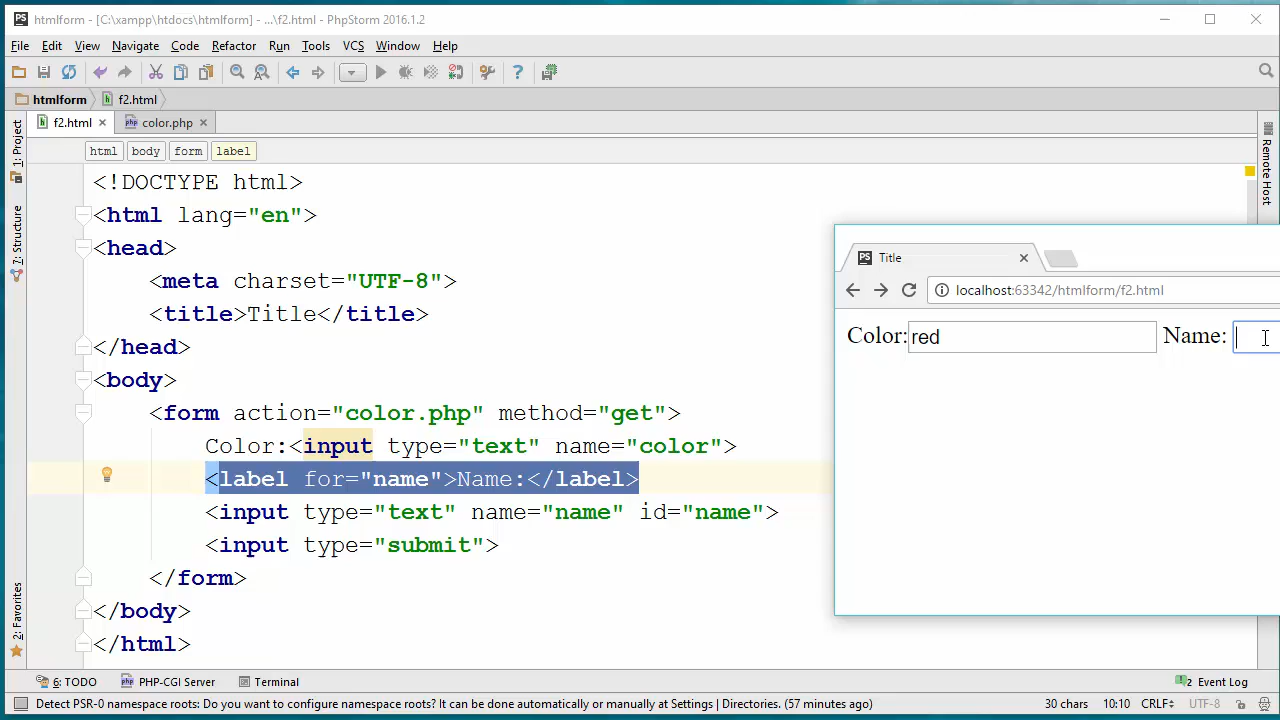 PS htmlform - [C:\xampp\htdocs\htmlform] - ...\f2.html - PhpStorm 2016.1.2
File Edit View Navigate Code Refactor Run Tools VCS Window Help
htmlform f2.html
f2.html color.php
html body form label
1: Project
7: Structure
2: Favorites
Remote Host
<!DOCTYPE html>
<html lang="en">
<head>
<meta charset="UTF-8">
<title>Title</title>
</head>
<body>
<form action="color.php" method="get">
Color:<input type="text" name="color">
<label for="name">Name:</label>
<input type="text" name="name" id="name">
<input type="submit">
</form>
</body>
</html>
PS Title
localhost:63342/htmlform/f2.html
Color: red Name:
6: TODO PHP-CGI Server Terminal 2 Event Log
Detect PSR-0 namespace roots: Do you want to configure namespace roots? It can be done automatically or manually at Settings | Directories. (57 minutes ago) 30 chars 10:10 CRLF UTF-8